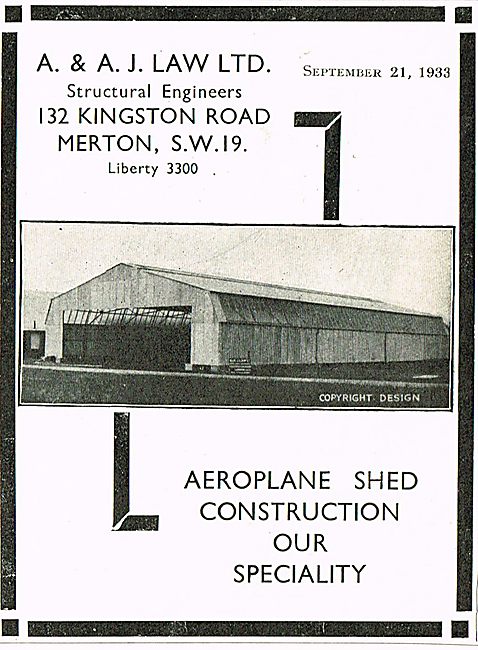 A. & A. J. LAW LTD.
Structural Engineers
132 KINGSTON ROAD
MERTON, S.W.19.
Liberty 3300
SEPTEMBER 21, 1933
COPYRIGHT DESIGN
AEROPLANE SHED
CONSTRUCTION
OUR
SPECIALITY